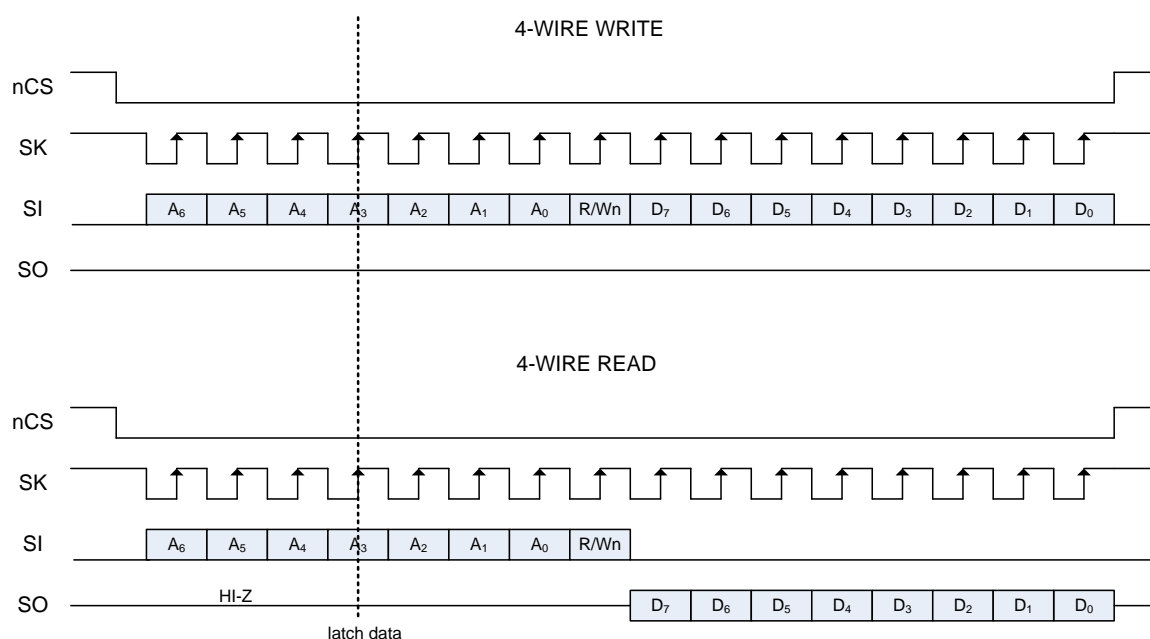 4-WIRE WRITE
nCS
SK
SI A₆ A₅ A₄ A₃ A₂ A₁ A₀ R/Wn D₇ D₆ D₅ D₄ D₃ D₂ D₁ D₀
SO
4-WIRE READ
nCS
SK
SI A₆ A₅ A₄ A₃ A₂ A₁ A₀ R/Wn
SO HI-Z D₇ D₆ D₅ D₄ D₃ D₂ D₁ D₀
latch data